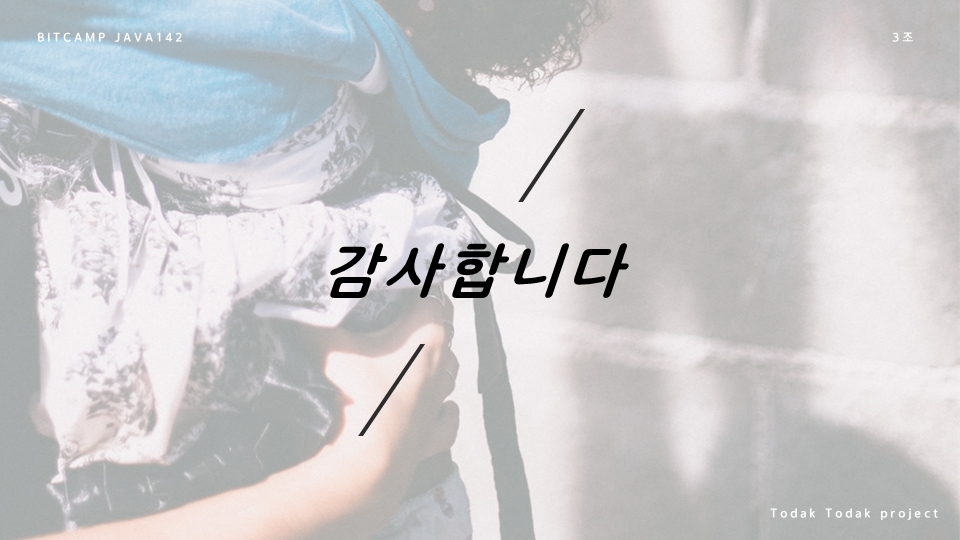 BITCAMP JAVA142
3조
감사합니다
Todak Todak project